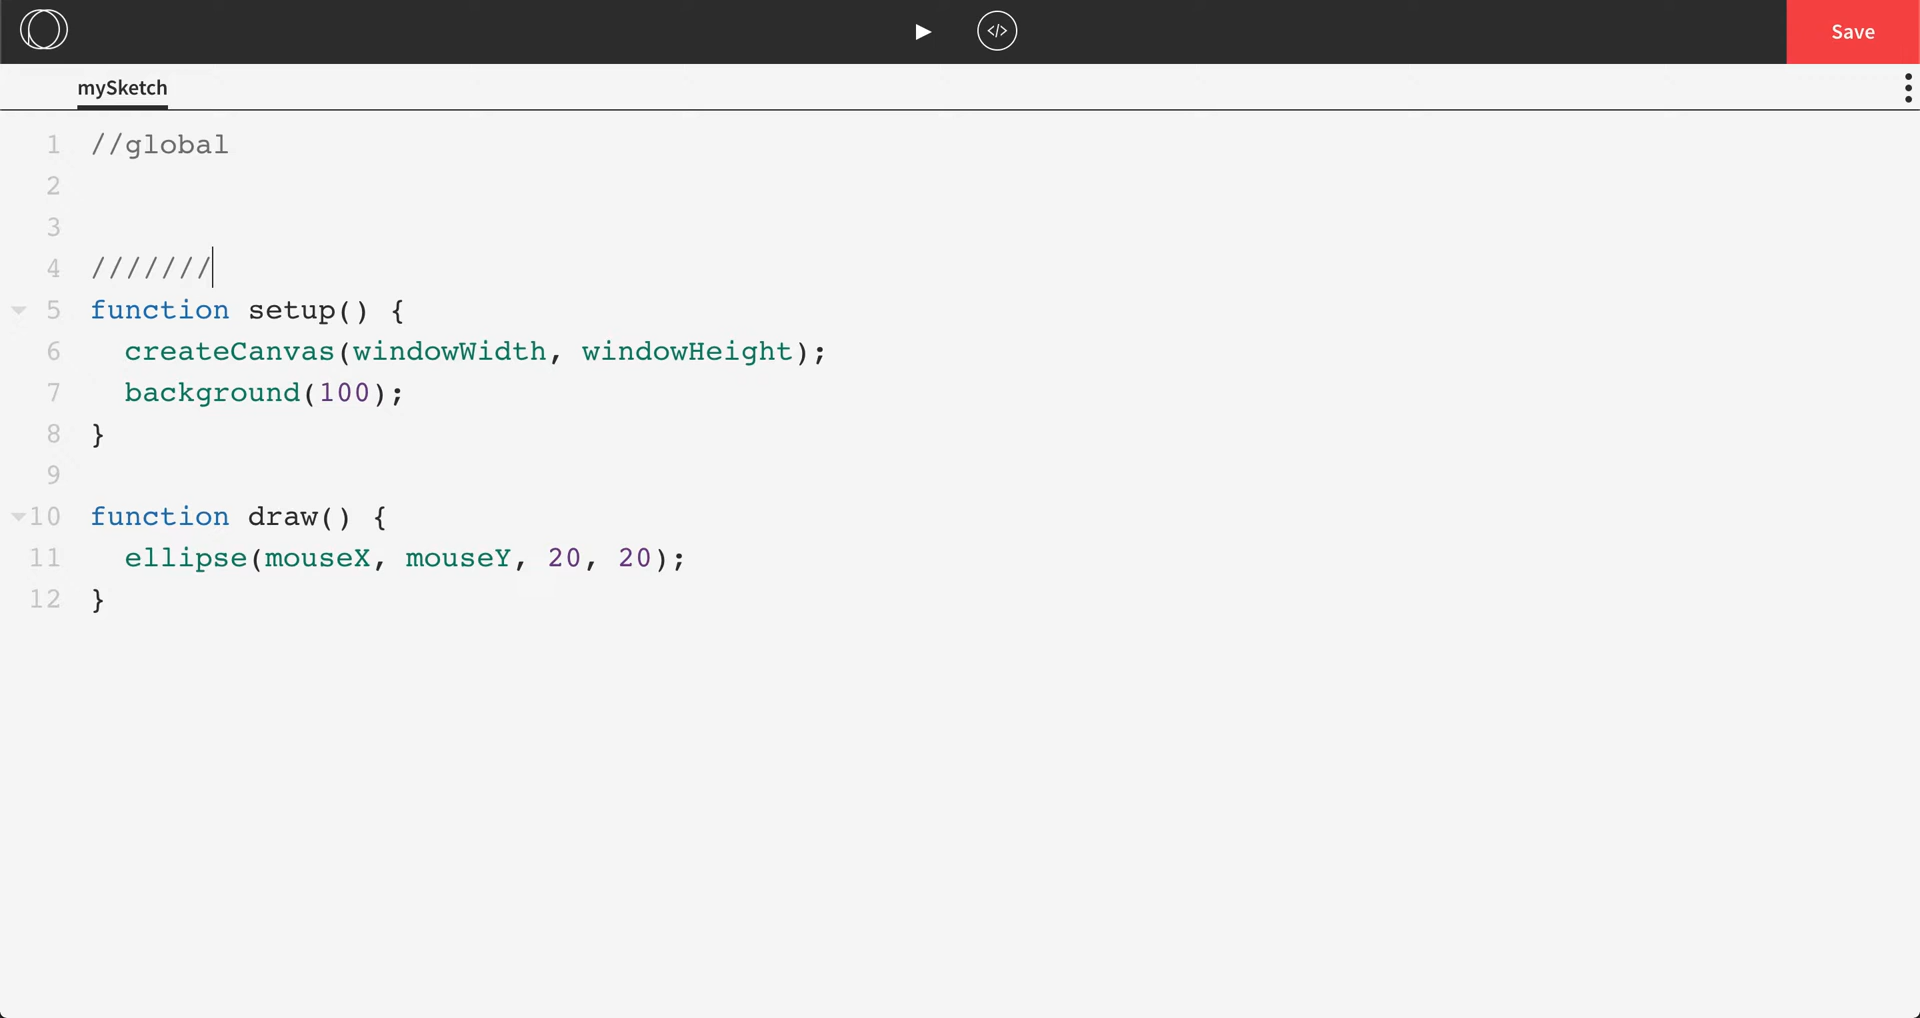 </>
Save
mySketch
1 //global
2
3
4 ///////
5 function setup() {
6 createCanvas(windowWidth, windowHeight);
7 background(100);
8 }
9
10 function draw() {
11 ellipse(mouseX, mouseY, 20, 20);
12 }